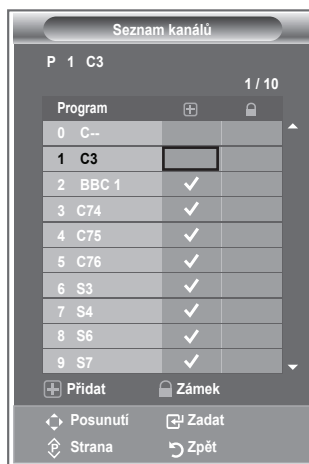 Seznam kanálů
P 1 C3
1 / 10
Program
0 C--
1 C3
2 BBC 1
3 C74
4 C75
5 C76
6 S3
7 S4
8 S6
9 S7
Přidat Zámek
Posunutí Zadat
Strana Zpět